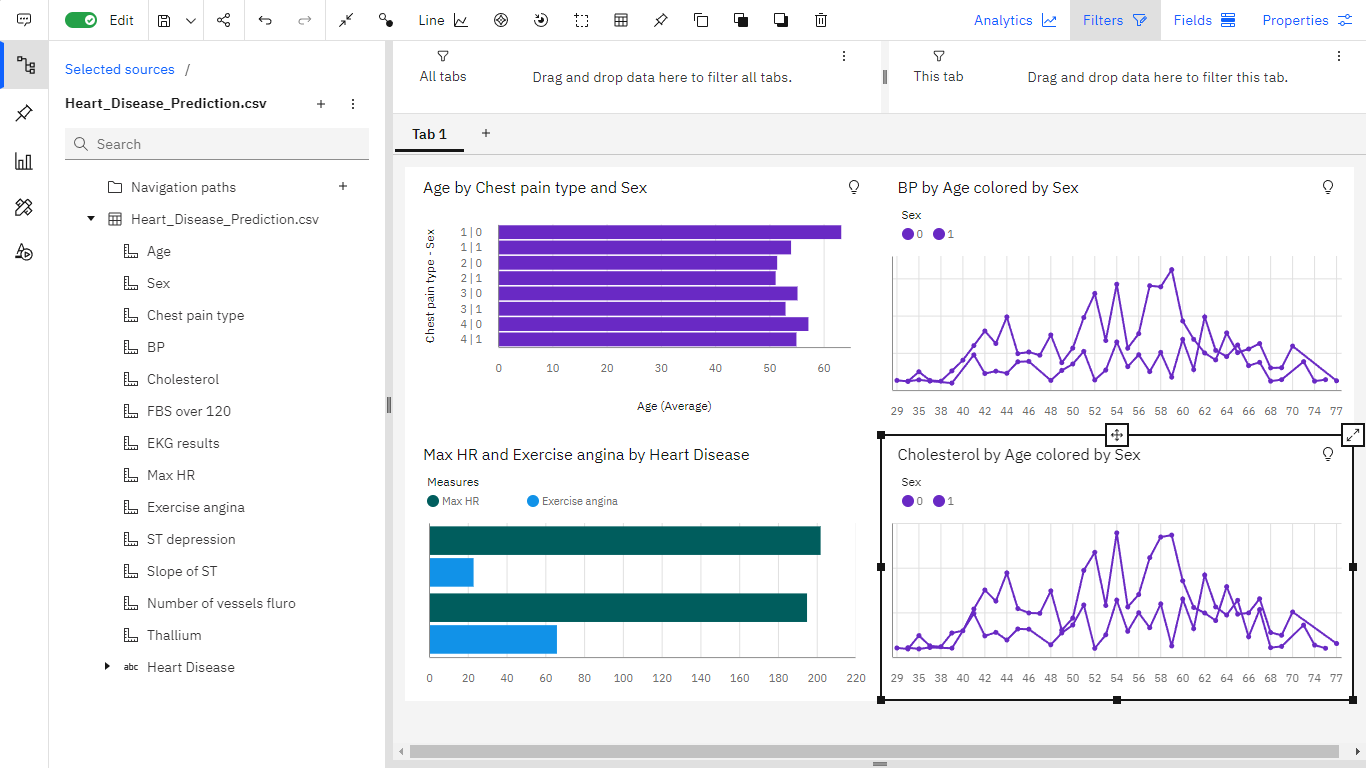 Edit
Line
Analytics
Filters
Fields
Properties
Selected sources /
Heart_Disease_Prediction.csv
Search
Navigation paths
Heart_Disease_Prediction.csv
Age
Sex
Chest pain type
BP
Cholesterol
FBS over 120
EKG results
Max HR
Exercise angina
ST depression
Slope of ST
Number of vessels fluro
Thallium
abc Heart Disease
All tabs
Drag and drop data here to filter all tabs.
This tab
Drag and drop data here to filter this tab.
Tab 1
Age by Chest pain type and Sex
Chest pain type - Sex
1 | 0
1 | 1
2 | 0
2 | 1
3 | 0
3 | 1
4 | 0
4 | 1
0 10 20 30 40 50 60
Age (Average)
BP by Age colored by Sex
Sex
0 1
29 35 38 40 42 44 46 48 50 52 54 56 58 60 62 64 66 68 70 74 77
Max HR and Exercise angina by Heart Disease
Measures
Max HR Exercise angina
0 20 40 60 80 100 120 140 160 180 200 220
Cholesterol by Age colored by Sex
Sex
0 1
29 35 38 40 42 44 46 48 50 52 54 56 58 60 62 64 66 68 70 74 77